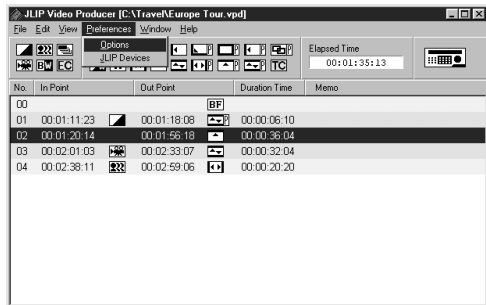 JLIP Video Producer [C:\Travel\Europe Tour.vpd]
File Edit View Preferences Window Help
Options
JLIP Devices
P P P
BW EC P P TC
Elapsed Time
00:01:35:13
No. In Point Out Point Duration Time Memo
00 BF
01 00:01:11:23 00:01:18:08 P 00:00:06:10
02 00:01:20:14 00:01:56:18 00:00:36:04
03 00:02:01:03 00:02:33:07 00:00:32:04
04 00:02:38:11 00:02:59:06 00:00:20:20